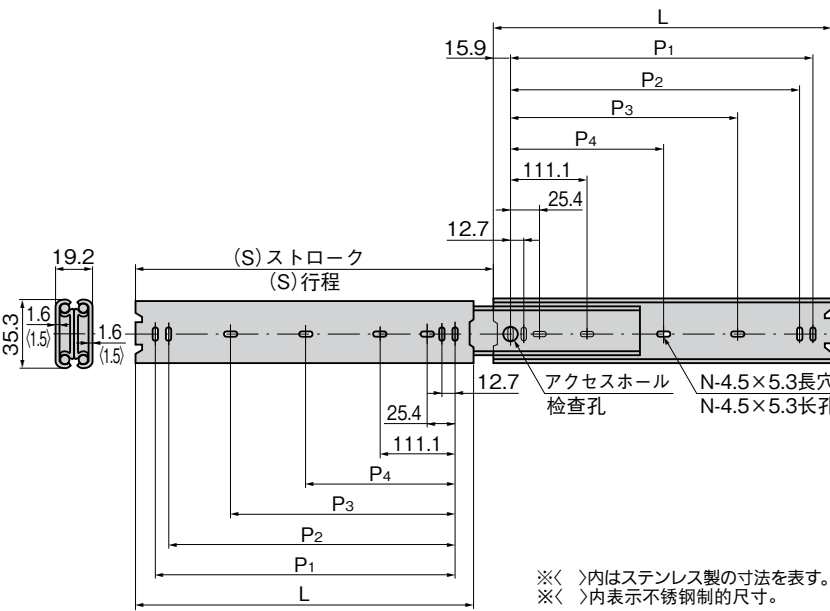 L
15.9
P1
P2
P3
P4
111.1
25.4
12.7
19.2
(S)ストローク
(S)行程
35.3
1.6
〈1.5〉
1.6
〈1.5〉
アクセスホール
検查孔
N-4.5×5.3長穴
N-4.5×5.3长孔
12.7
25.4
111.1
P4
P3
P2
P1
L
※〈 〉内はステンレス製の寸法を表す。
※〈 〉内表示不锈钢制的尺寸。